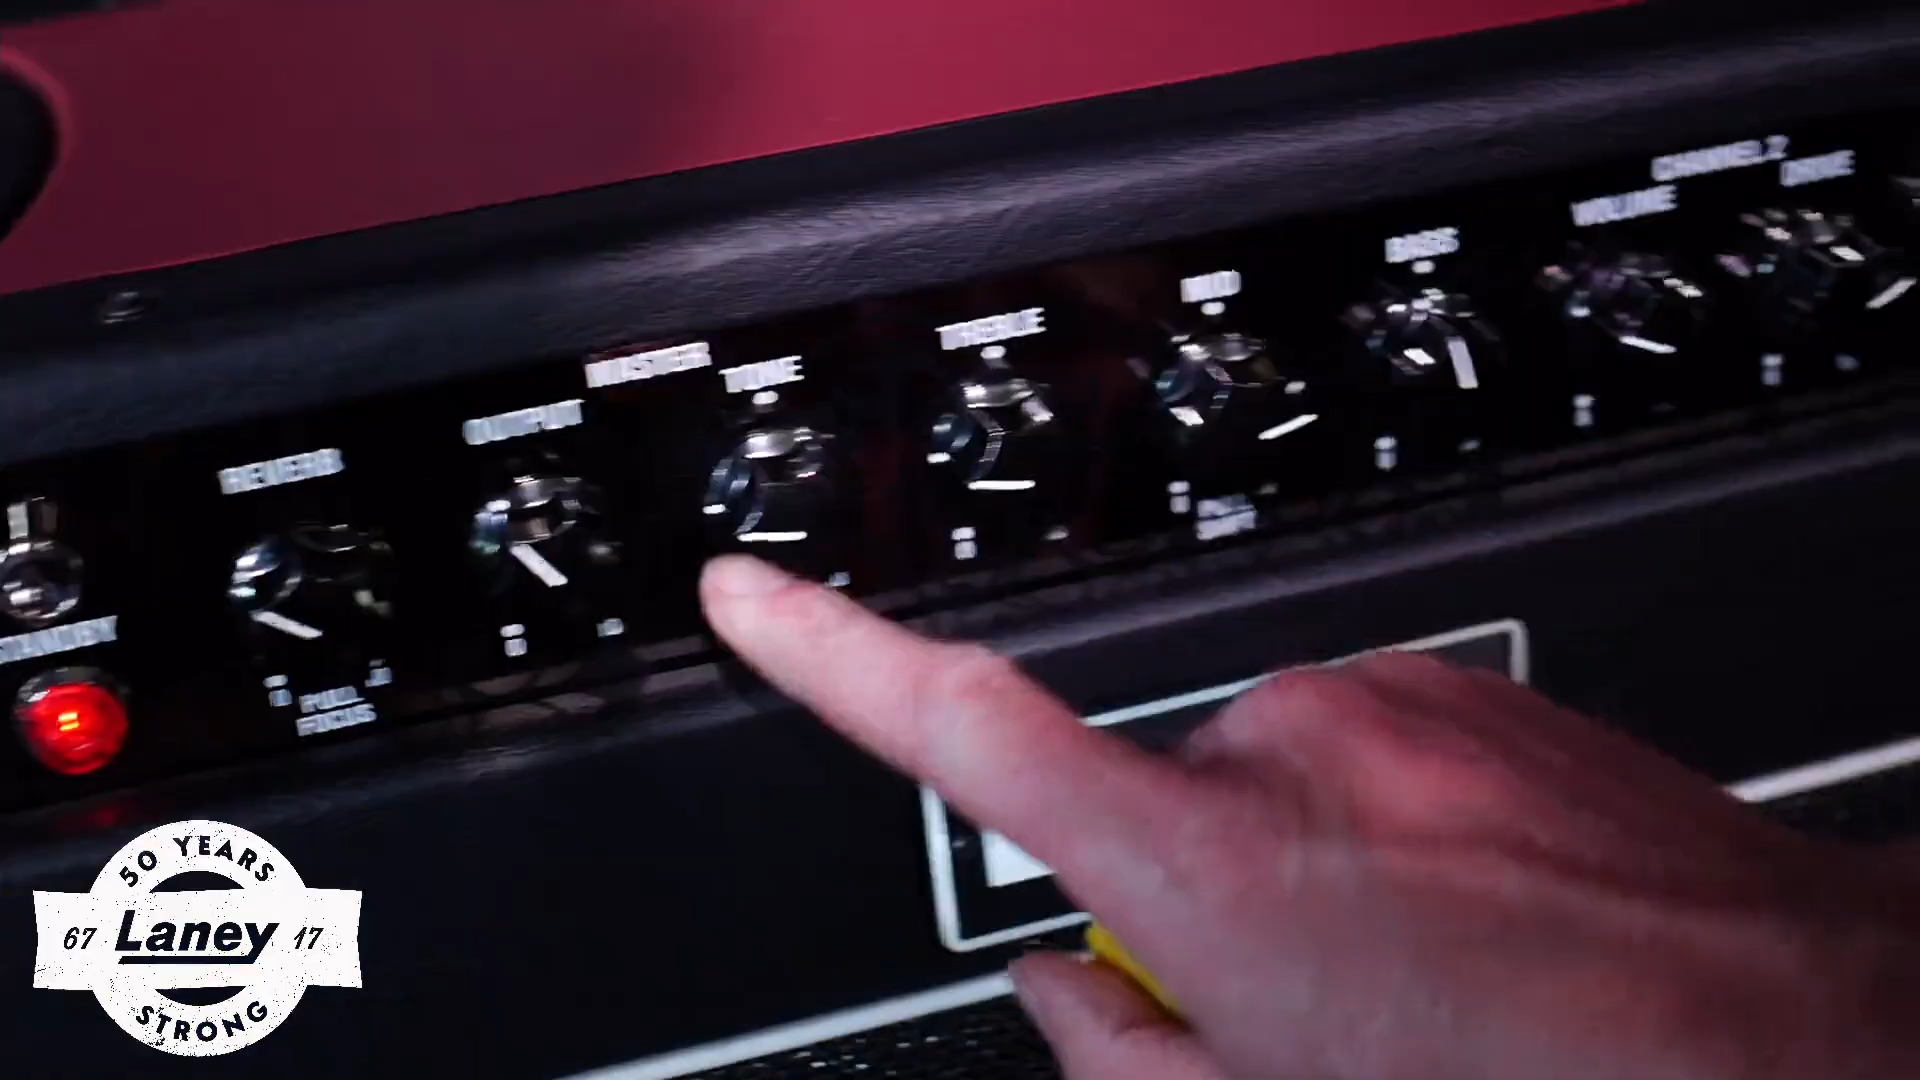 CHANNEL 2
DRIVE
VOLUME
BASS
MID
TREBLE
MASTER
TONE
OUTPUT
REVERB
STANDBY
PULL
FOCUS
50 YEARS
67 Laney 17
STRONG